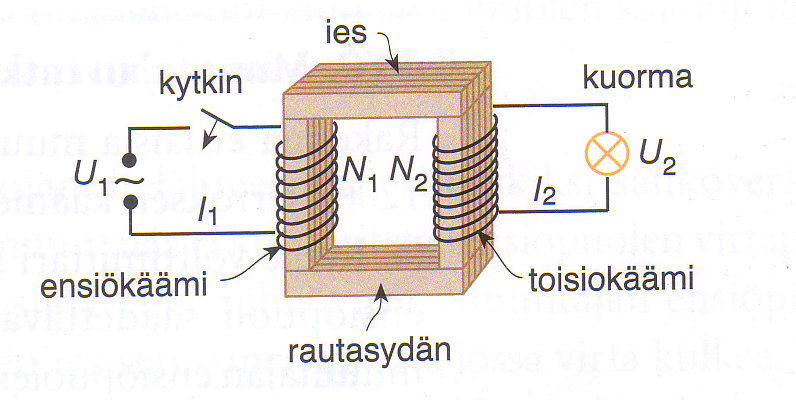 ies
kytkin
kuorma
U1
~
N1 N2
U2
I1
I2
ensiökäämi
toisiokäämi
rautasydän